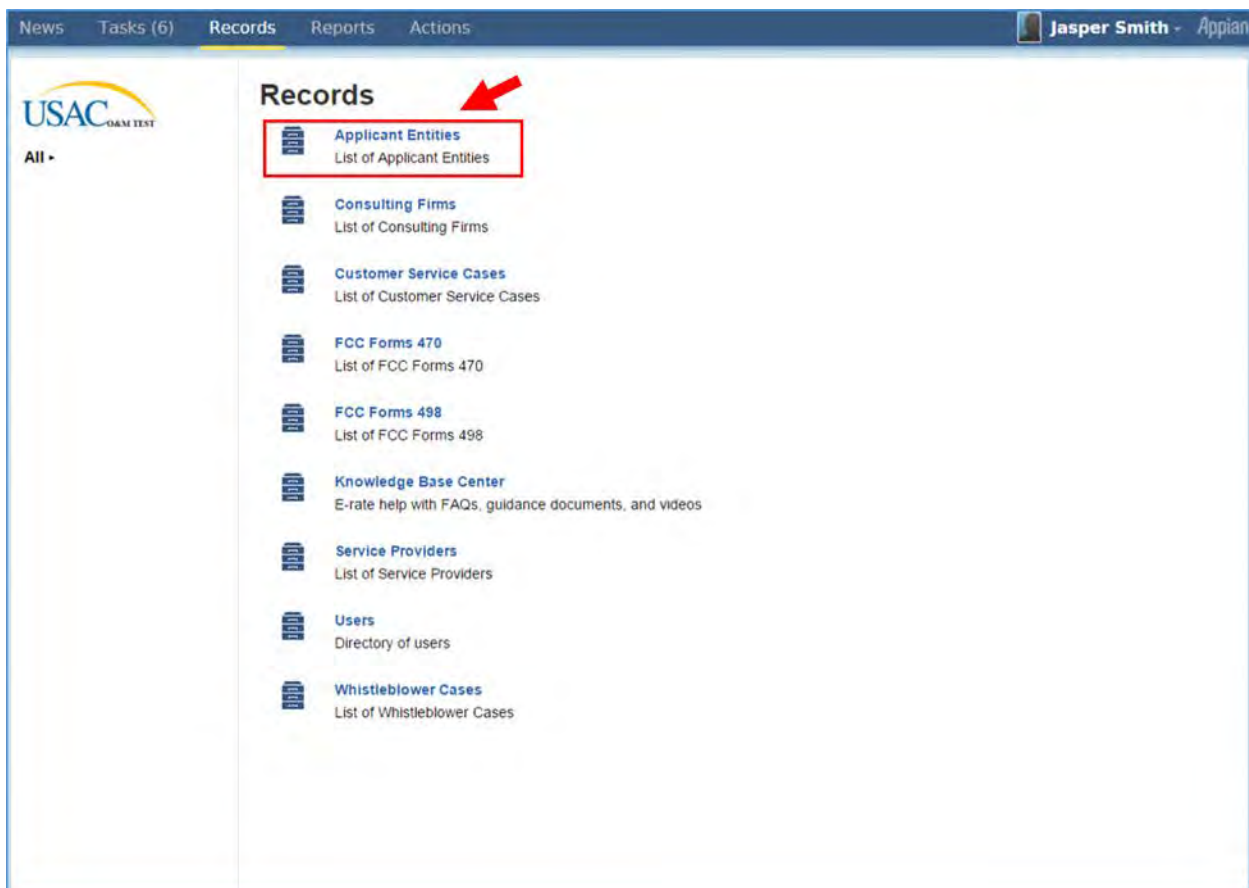 News Tasks (6) Records Reports Actions Jasper Smith Appian
USAC O&M TEST
All
Records
Applicant Entities
List of Applicant Entities
Consulting Firms
List of Consulting Firms
Customer Service Cases
List of Customer Service Cases
FCC Forms 470
List of FCC Forms 470
FCC Forms 498
List of FCC Forms 498
Knowledge Base Center
E-rate help with FAQs, guidance documents, and videos
Service Providers
List of Service Providers
Users
Directory of users
Whistleblower Cases
List of Whistleblower Cases